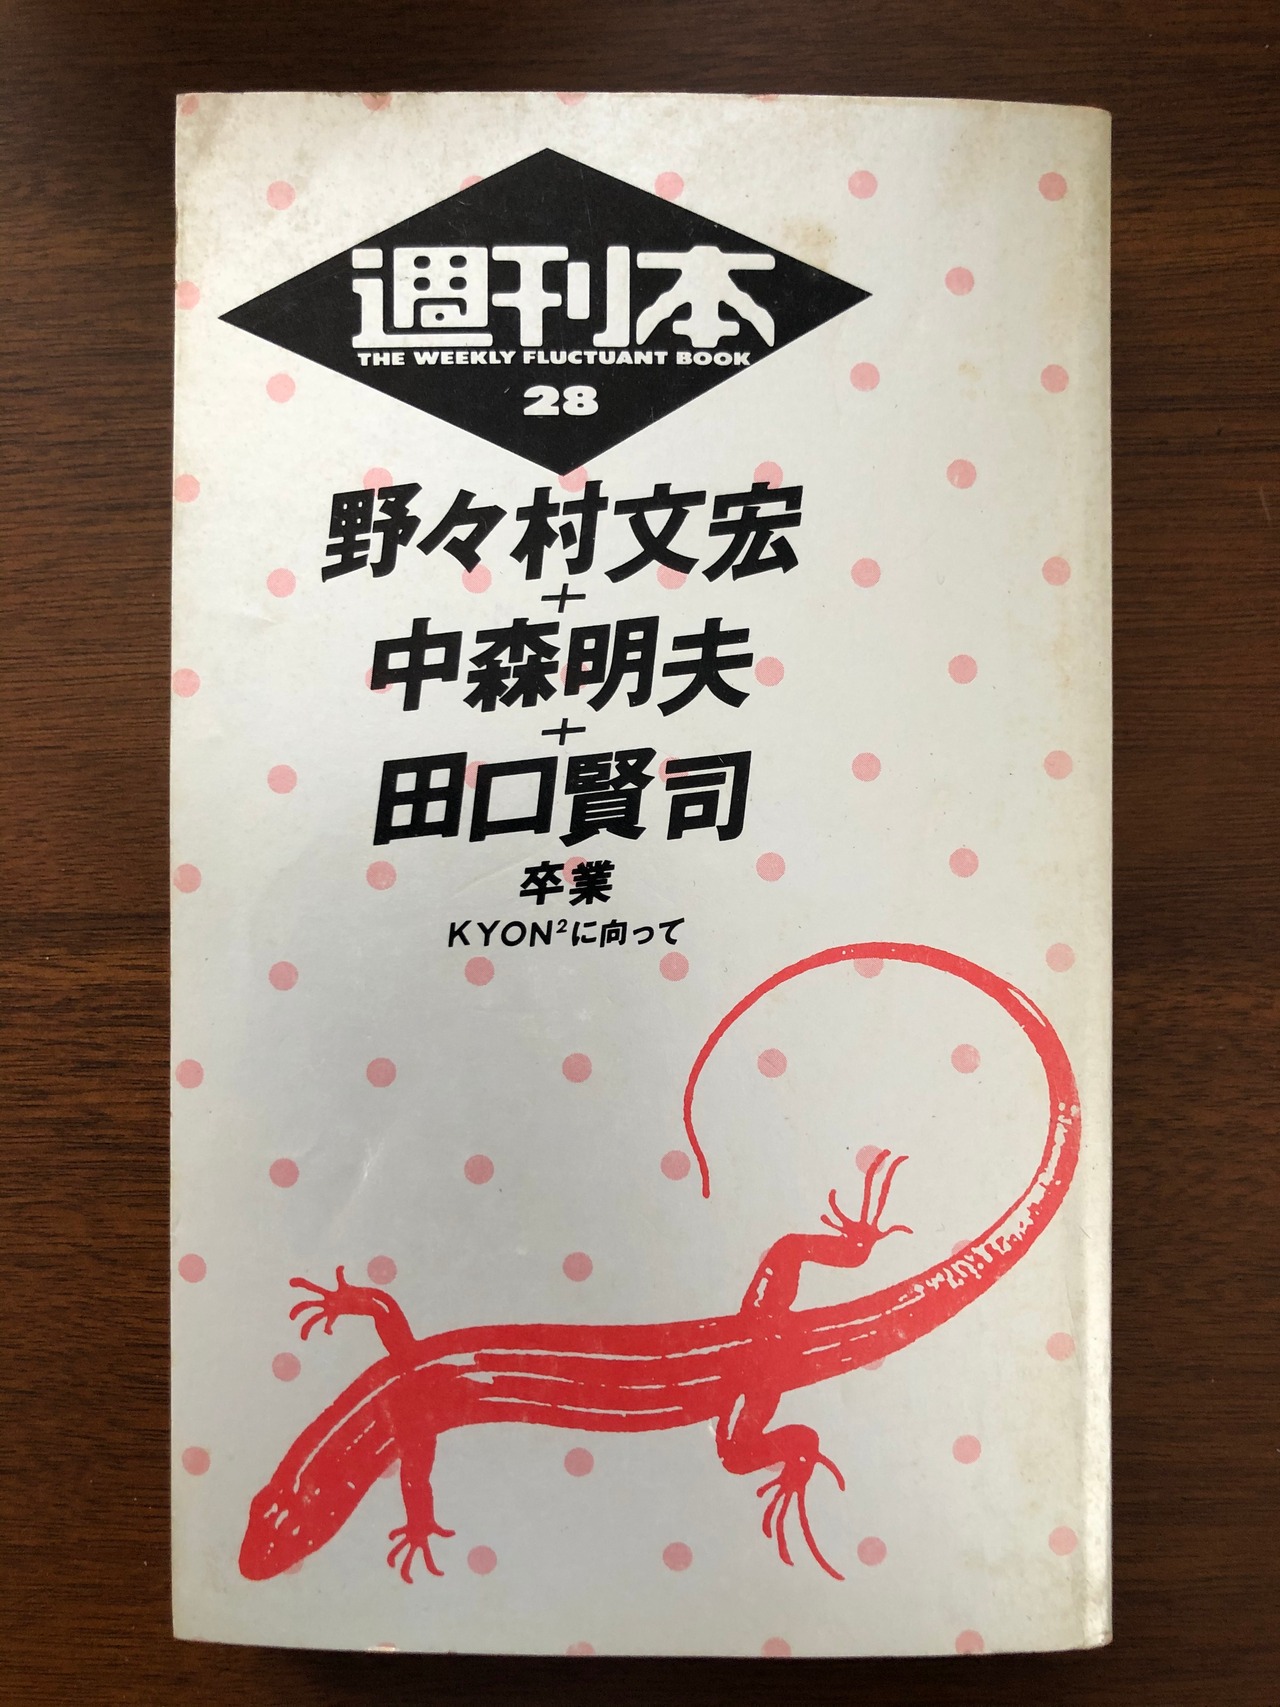 週刊本
THE WEEKLY FLUCTUANT BOOK
28
野々村文宏
+
中森明夫
+
田口賢司
卒業
KYON²に向って